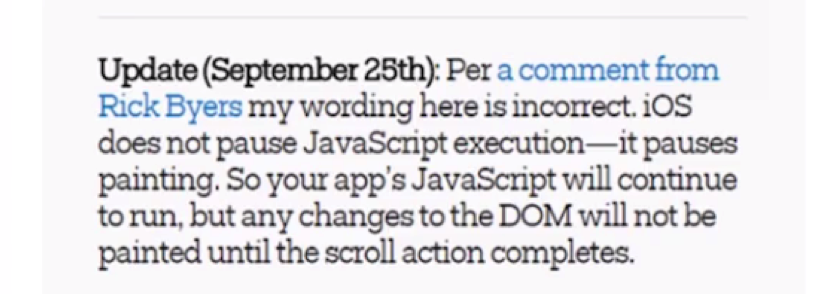 Update (September 25th): Per a comment from
Rick Byers my wording here is incorrect. iOS
does not pause JavaScript execution—it pauses
painting. So your app's JavaScript will continue
to run, but any changes to the DOM will not be
painted until the scroll action completes.